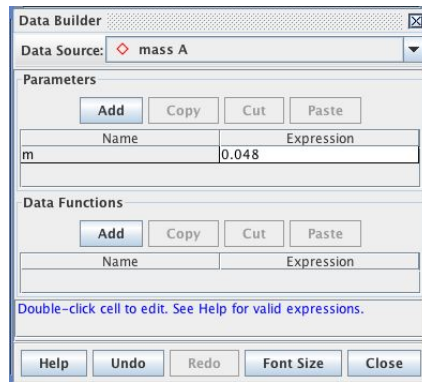 Data Builder
Data Source: mass A
Parameters
Add Copy Cut Paste
Name Expression
m 0.048
Data Functions
Add Copy Cut Paste
Name Expression
Double-click cell to edit. See Help for valid expressions.
Help Undo Redo Font Size Close